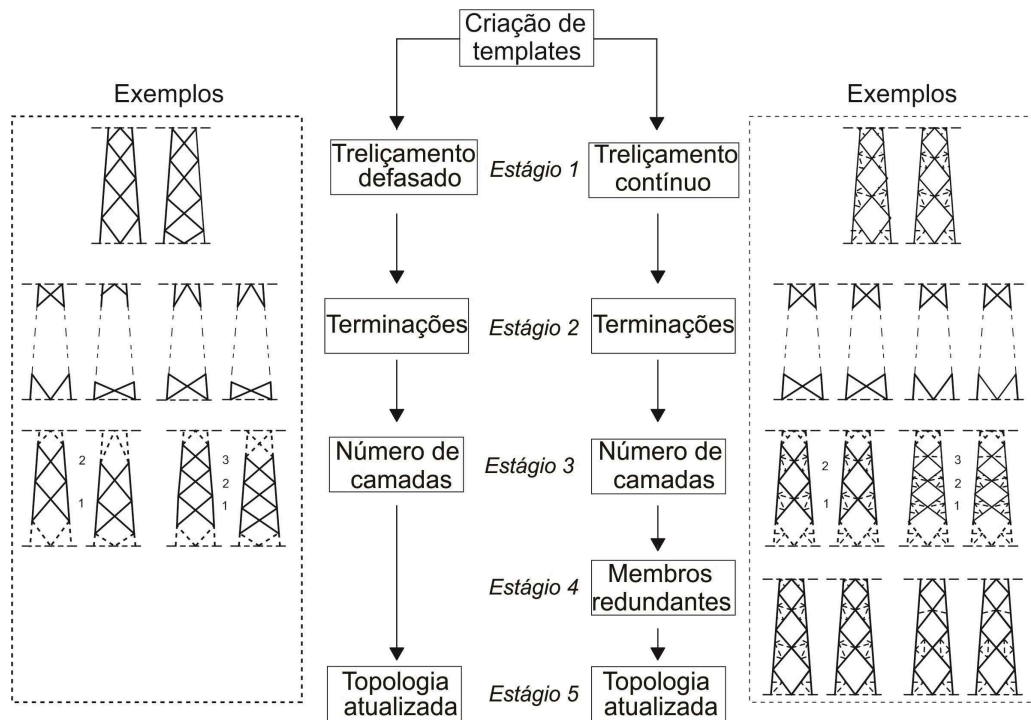 Criação de
templates
Exemplos
Exemplos
Treliçamento
defasado
Estágio 1
Treliçamento
contínuo
Terminações
Estágio 2
Terminações
Número de
camadas
Estágio 3
Número de
camadas
2
1
3
2
1
2
1
3
2
1
Estágio 4
Membros
redundantes
Topologia
atualizada
Estágio 5
Topologia
atualizada